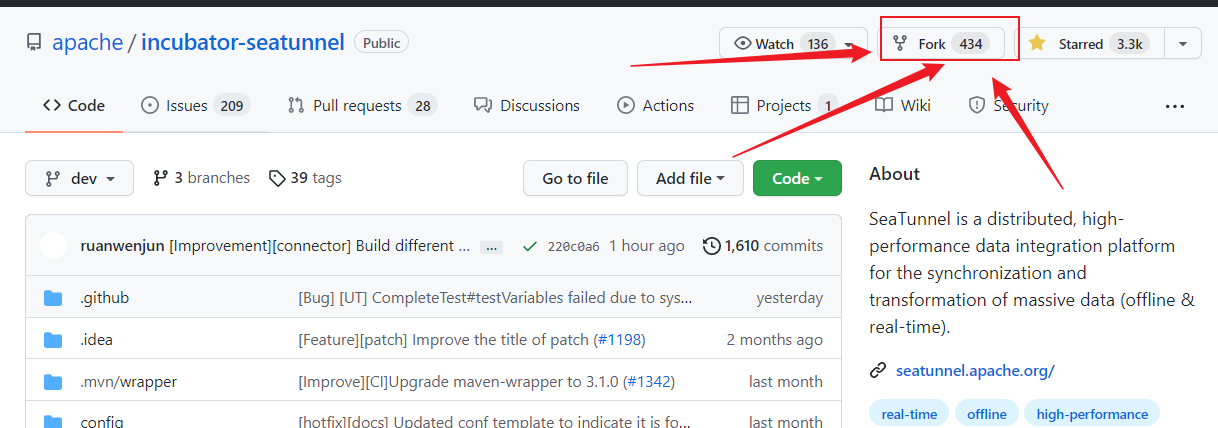 apache / incubator-seatunnel Public Watch 136 Fork 434 Starred 3.3k
Code Issues 209 Pull requests 28 Discussions Actions Projects 1 Wiki Security ...
dev 3 branches 39 tags Go to file Add file Code
About
SeaTunnel is a distributed, high-
performance data integration platform
for the synchronization and
transformation of massive data (offline &
real-time).
seatunnel.apache.org/
real-time offline high-performance
ruanwenjun [Improvement][connector] Build different ... ... 220c0a6 1 hour ago 1,610 commits
.github [Bug] [UT] CompleteTest#testVariables failed due to sys... yesterday
.idea [Feature][patch] Improve the title of patch (#1198) 2 months ago
.mvn/wrapper [Improve][CI]Upgrade maven-wrapper to 3.1.0 (#1342) last month
config [hotfix][docs] Updated conf template to indicate it is fo... last month